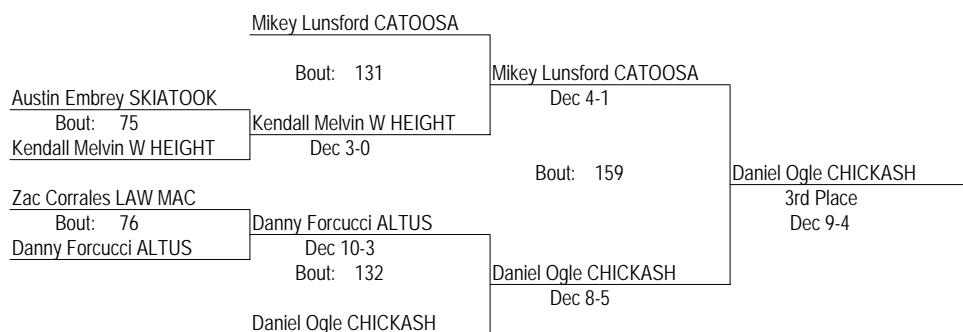 Mikey Lunsford CATOOSA
Bout: 131
Mikey Lunsford CATOOSA
Dec 4-1
Austin Embrey SKIATOOK
Bout: 75
Kendall Melvin W HEIGHT
Kendall Melvin W HEIGHT
Dec 3-0
Bout: 159
Daniel Ogle CHICKASH
3rd Place
Dec 9-4
Zac Corrales LAW MAC
Bout: 76
Danny Forcucci ALTUS
Danny Forcucci ALTUS
Dec 10-3
Bout: 132
Daniel Ogle CHICKASH
Dec 8-5
Daniel Ogle CHICKASH